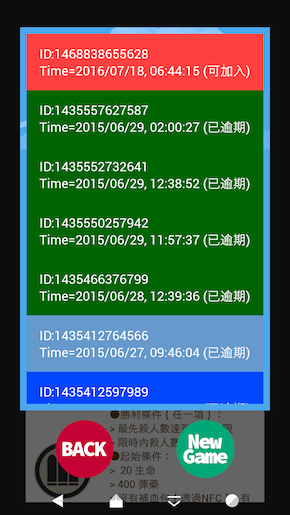 ID:1468838655628
Time=2016/07/18, 06:44:15 (可加入)
ID:1435557627587
Time=2015/06/29, 02:00:27 (已逾期)
ID:1435552732641
Time=2015/06/29, 12:38:52 (已逾期)
ID:1435550257942
Time=2015/06/29, 11:57:37 (已逾期)
ID:1435466376799
Time=2015/06/28, 12:39:36 (已逾期)
ID:1435412764566
Time=2015/06/27, 09:46:04 (已逾期)
ID:1435412597989
●勝利條件 ( 任一項 ) :
> 最先殺人數達
限
> 限時內殺人數
●起始條件 :
> 20 生命
> 400 彈藥
沒有補血
透過NFC
有
BACK
New
Game